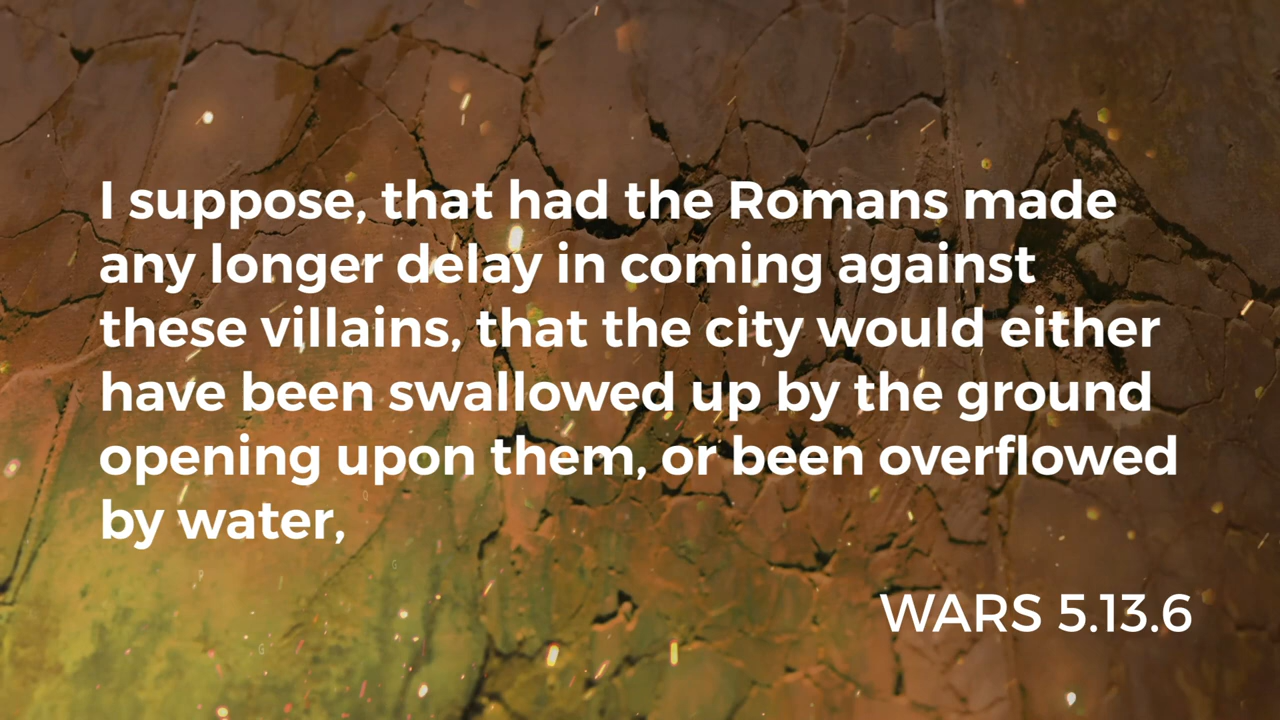 I suppose, that had the Romans made
any longer delay in coming against
these villains, that the city would either
have been swallowed up by the ground
opening upon them, or been overflowed
by water,
WARS 5.13.6